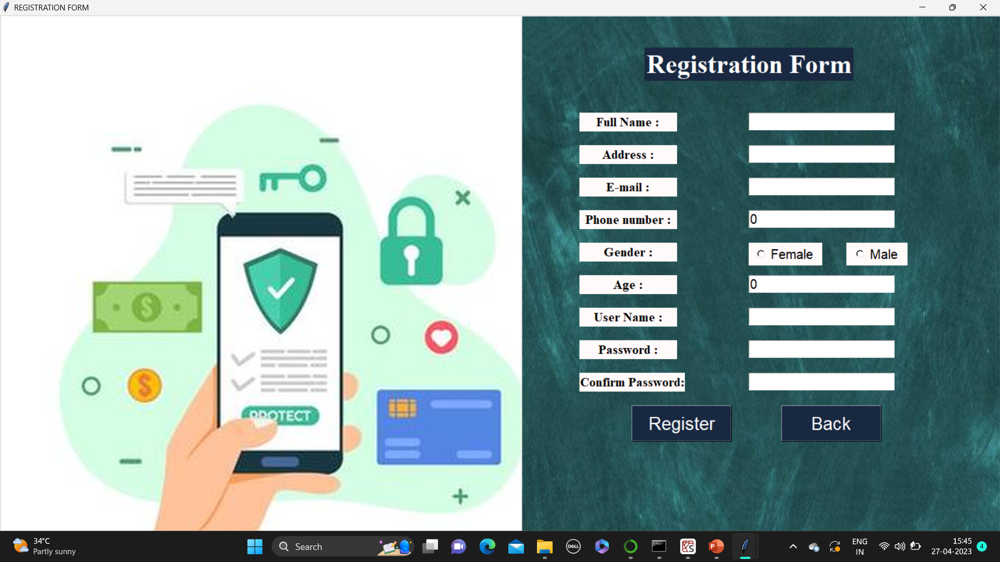 REGISTRATION FORM
Registration Form
Full Name :
Address :
E-mail :
Phone number : 0
Gender : Female Male
Age : 0
User Name :
Password :
Confirm Password:
Register Back
PROTECT
34°C
Partly sunny
Search
DELL
ENG
IN
15:45
27-04-2023
4